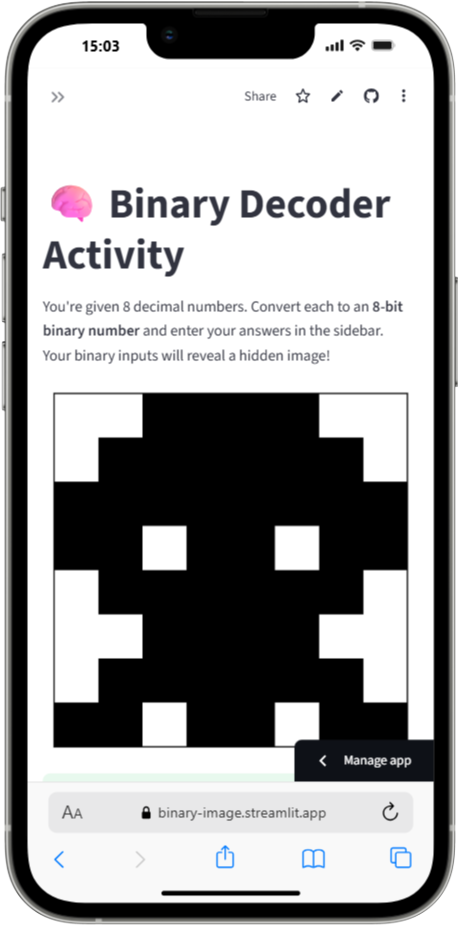 15:03
Share
Binary Decoder
Activity
You're given 8 decimal numbers. Convert each to an 8-bit
binary number and enter your answers in the sidebar.
Your binary inputs will reveal a hidden image!
Manage app
AA
binary-image.streamlit.app